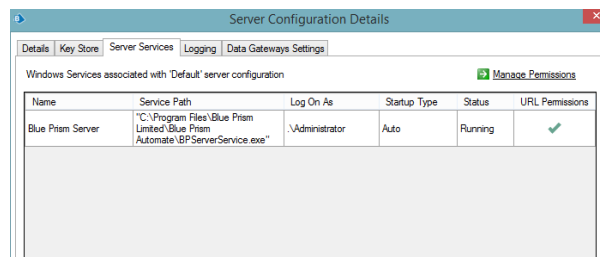 Server Configuration Details
Details Key Store Server Services Logging Data Gateways Settings
Windows Services associated with 'Default' server configuration
Manage Permissions
Name Service Path Log On As Startup Type Status URL Permissions
Blue Prism Server "C:\Program Files\Blue Prism Limited\Blue Prism Automate\BPServerService.exe" .\Administrator Auto Running